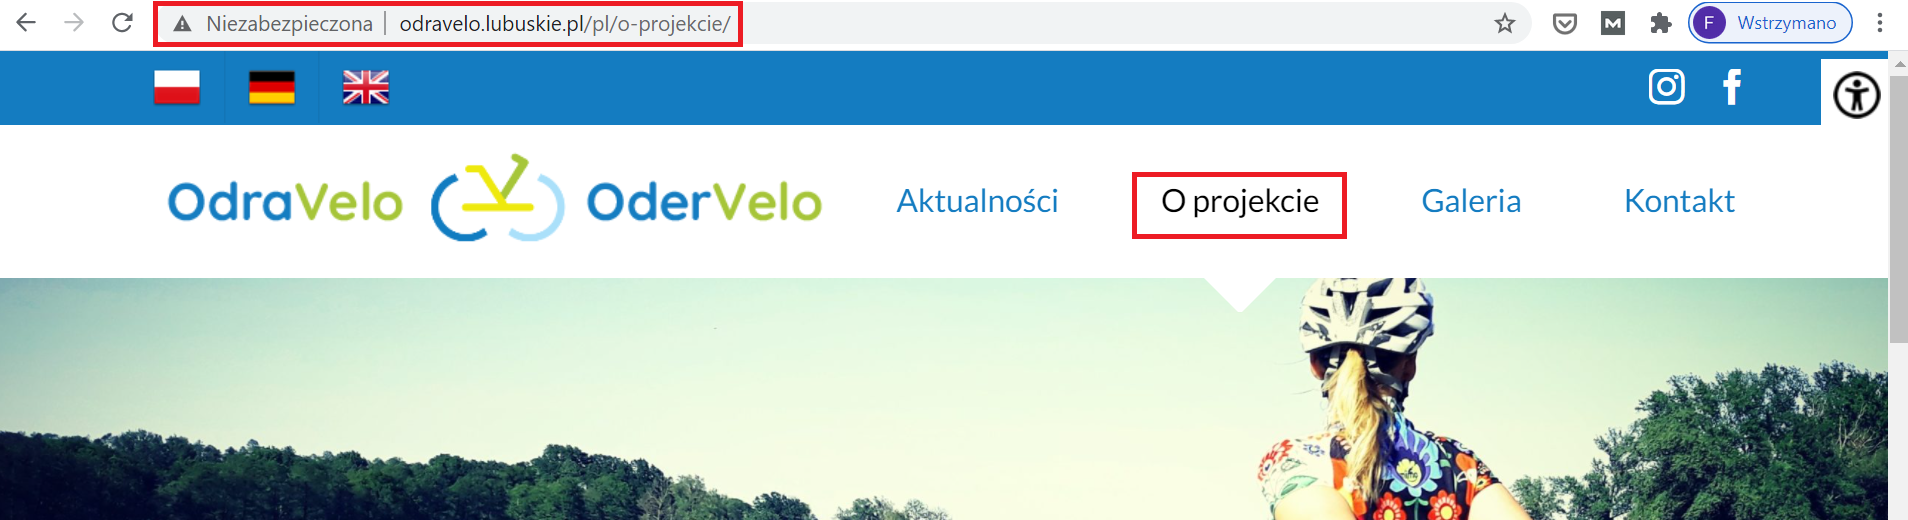 Niezabezpieczona | odravelo.lubuskie.pl/pl/o-projekcie/
M
F Wstrzymano
OdraVelo OderVelo
Aktualności O projekcie Galeria Kontakt